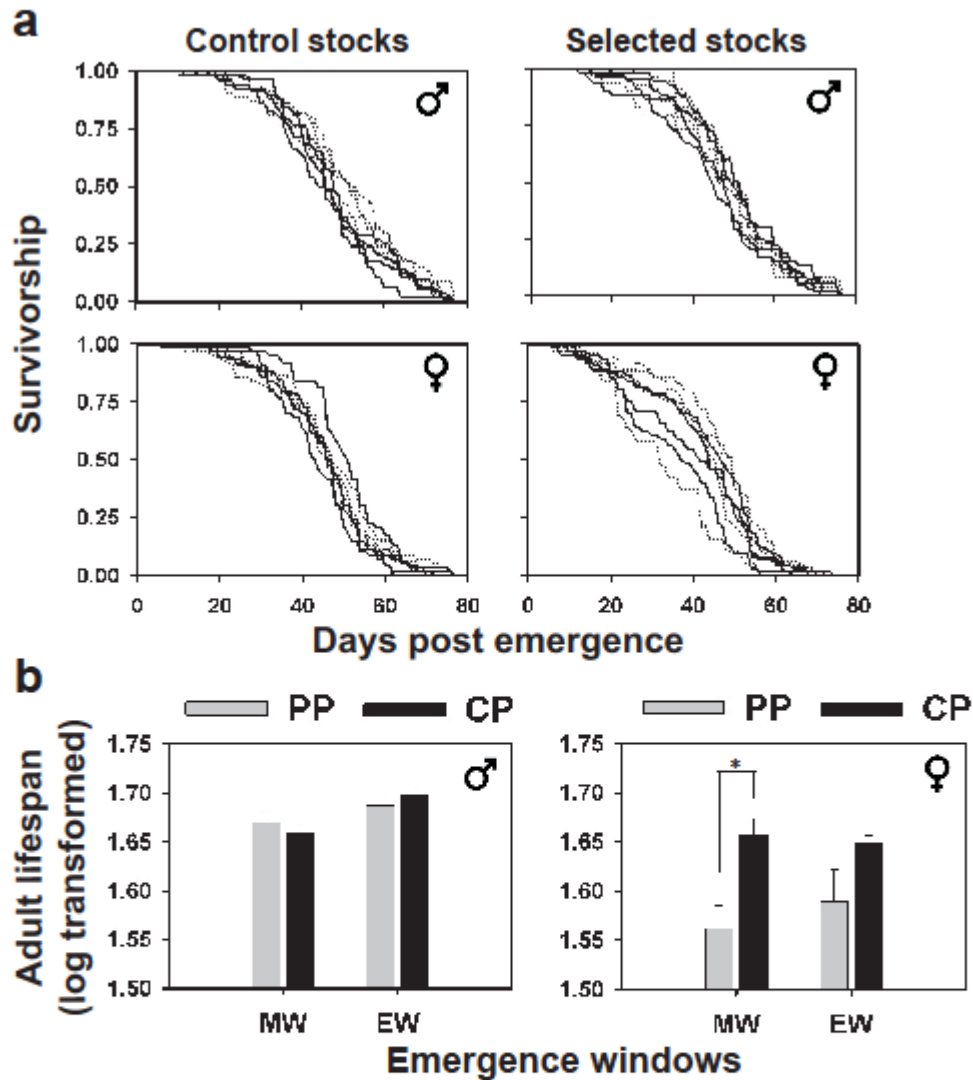 a
Control stocks Selected stocks
♂ ♂
1.00
0.75
0.50
0.25
0.00
♀ ♀
1.00
0.75
0.50
0.25
0.00
Survivorship
0 20 40 60 80 0 20 40 60 80
Days post emergence
b
PP CP PP CP
♂ ♀
*
1.75 1.75
1.70 1.70
1.65 1.65
1.60 1.60
1.55 1.55
1.50 1.50
Adult lifespan
(log transformed)
MW EW MW EW
Emergence windows